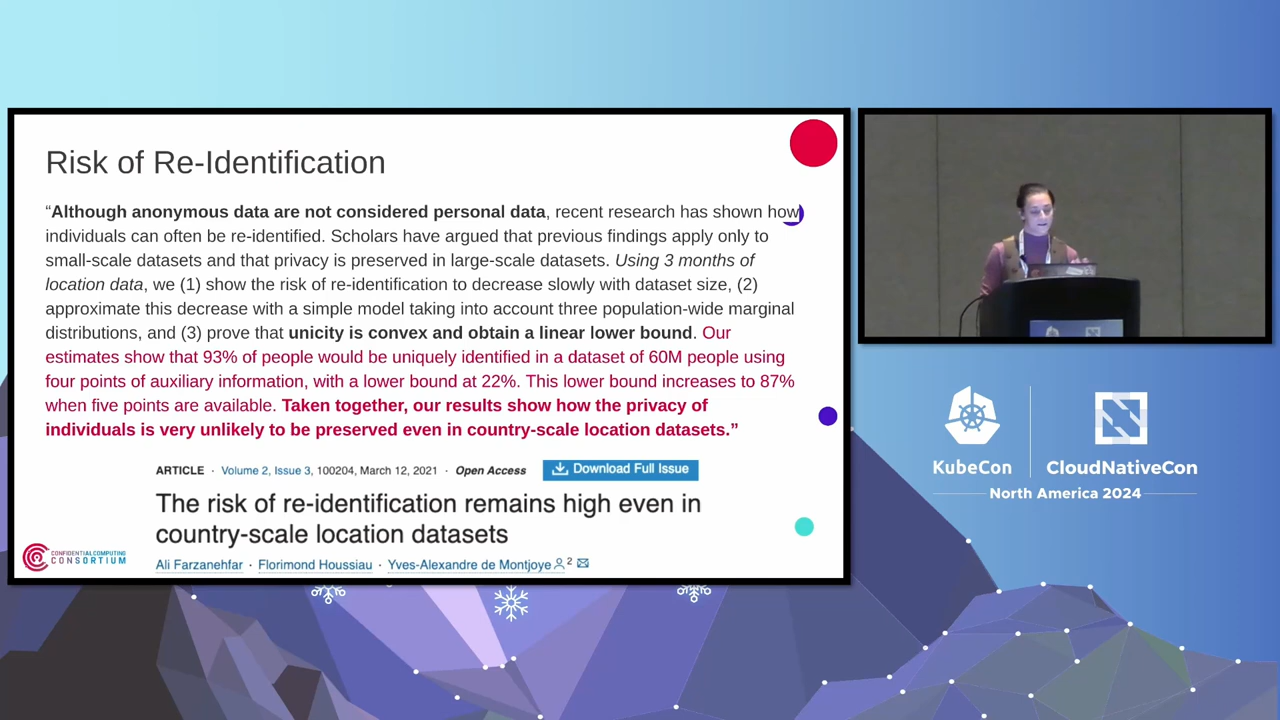 Risk of Re-Identification
“Although anonymous data are not considered personal data, recent research has shown how
individuals can often be re-identified. Scholars have argued that previous findings apply only to
small-scale datasets and that privacy is preserved in large-scale datasets. Using 3 months of
location data, we (1) show the risk of re-identification to decrease slowly with dataset size, (2)
approximate this decrease with a simple model taking into account three population-wide marginal
distributions, and (3) prove that unicity is convex and obtain a linear lower bound. Our
estimates show that 93% of people would be uniquely identified in a dataset of 60M people using
four points of auxiliary information, with a lower bound at 22%. This lower bound increases to 87%
when five points are available. Taken together, our results show how the privacy of
individuals is very unlikely to be preserved even in country-scale location datasets.”
ARTICLE · Volume 2, Issue 3, 100204, March 12, 2021 · Open Access
Download Full Issue
The risk of re-identification remains high even in
country-scale location datasets
Ali Farzanehfar · Florimond Houssiau · Yves-Alexandre de Montjoye 2
CONFIDENTIAL COMPUTING
CONSORTIUM
KubeCon
CloudNativeCon
North America 2024